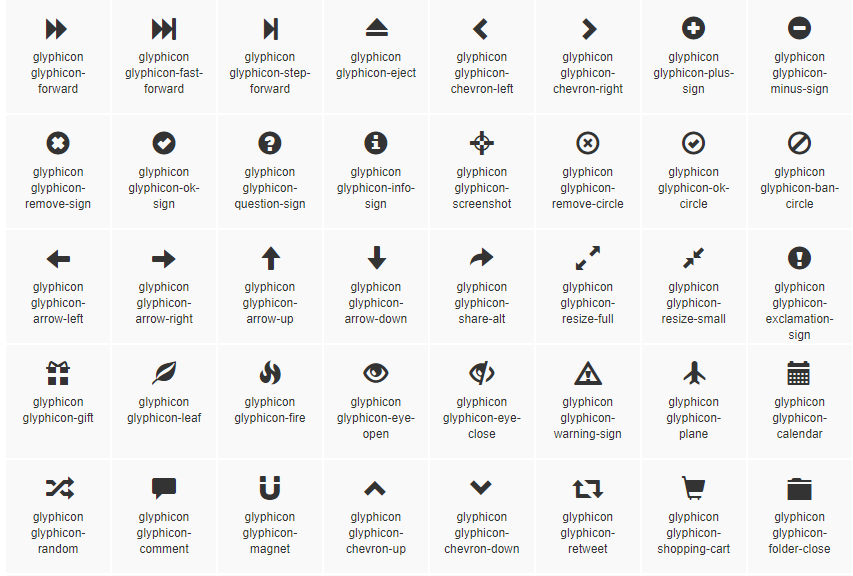 glyphicon
glyphicon-
forward
glyphicon
glyphicon-fast-
forward
glyphicon
glyphicon-step-
forward
glyphicon
glyphicon-eject
glyphicon
glyphicon-
chevron-left
glyphicon
glyphicon-
chevron-right
glyphicon
glyphicon-plus-
sign
glyphicon
glyphicon-
minus-sign
glyphicon
glyphicon-
remove-sign
glyphicon
glyphicon-ok-
sign
glyphicon
glyphicon-
question-sign
glyphicon
glyphicon-info-
sign
glyphicon
glyphicon-
screenshot
glyphicon
glyphicon-
remove-circle
glyphicon
glyphicon-ok-
circle
glyphicon
glyphicon-ban-
circle
glyphicon
glyphicon-
arrow-left
glyphicon
glyphicon-
arrow-right
glyphicon
glyphicon-
arrow-up
glyphicon
glyphicon-
arrow-down
glyphicon
glyphicon-
share-alt
glyphicon
glyphicon-
resize-full
glyphicon
glyphicon-
resize-small
glyphicon
glyphicon-
exclamation-
sign
glyphicon
glyphicon-gift
glyphicon
glyphicon-leaf
glyphicon
glyphicon-fire
glyphicon
glyphicon-eye-
open
glyphicon
glyphicon-eye-
close
glyphicon
glyphicon-
warning-sign
glyphicon
glyphicon-
plane
glyphicon
glyphicon-
calendar
glyphicon
glyphicon-
random
glyphicon
glyphicon-
comment
glyphicon
glyphicon-
magnet
glyphicon
glyphicon-
chevron-up
glyphicon
glyphicon-
chevron-down
glyphicon
glyphicon-
retweet
glyphicon
glyphicon-
shopping-cart
glyphicon
glyphicon-
folder-close